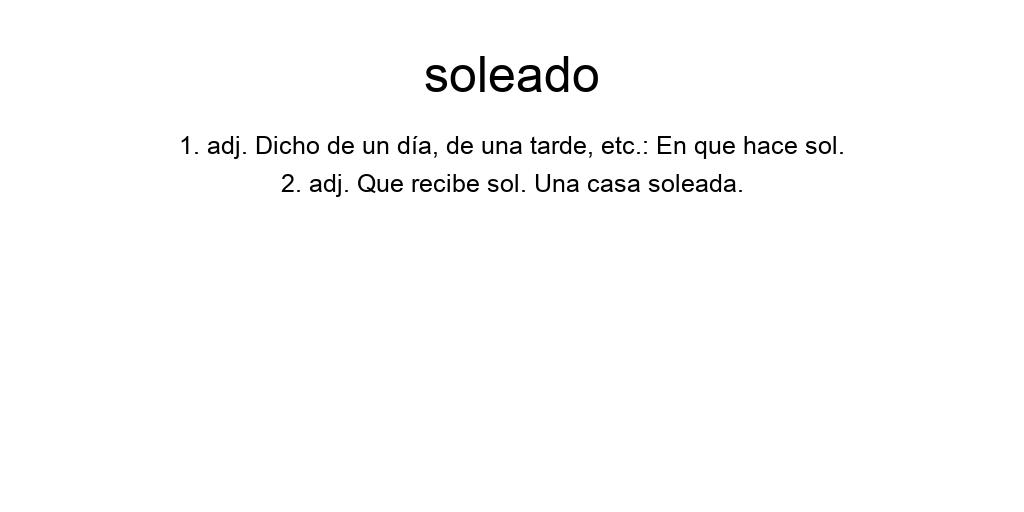 soleado
1. adj. Dicho de un día, de una tarde, etc.: En que hace sol.
2. adj. Que recibe sol. Una casa soleada.